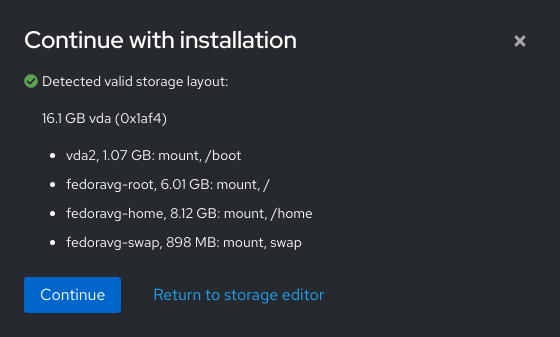 Continue with installation
Detected valid storage layout:
16.1 GB vda (0x1af4)
vda2, 1.07 GB: mount, /boot
fedoravg-root, 6.01 GB: mount, /
fedoravg-home, 8.12 GB: mount, /home
fedoravg-swap, 898 MB: mount, swap
Continue Return to storage editor